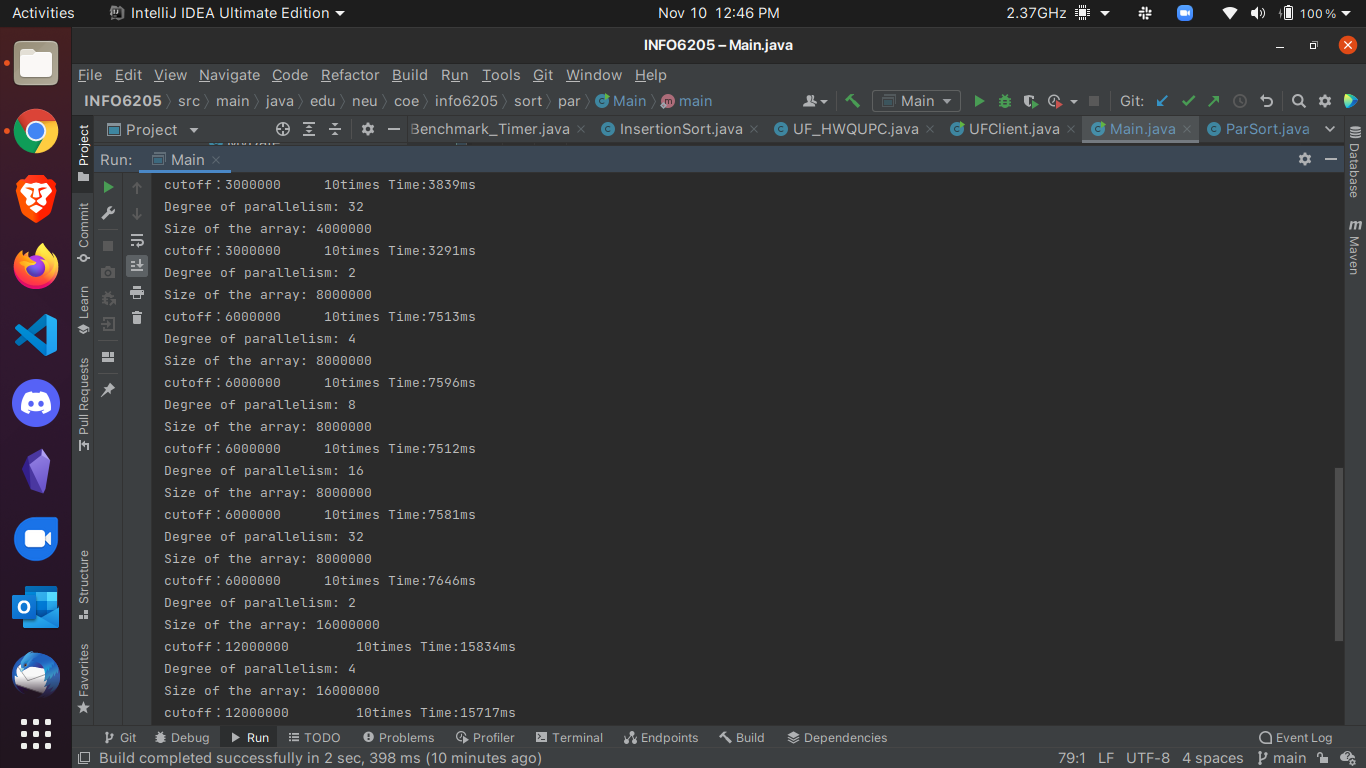 Activities IntelliJ IDEA Ultimate Edition Nov 10 12:46 PM 2.37GHz 100%
INFO6205 – Main.java
File Edit View Navigate Code Refactor Build Run Tools Git Window Help
INFO6205 src main java edu neu coe info6205 sort par Main main Main Git:
Project Benchmark_Timer.java InsertionSort.java UF_HWQUPC.java UFClient.java Main.java ParSort.java
Run: Main
cutoff：3000000 10times Time:3839ms
Degree of parallelism: 32
Size of the array: 4000000
cutoff：3000000 10times Time:3291ms
Degree of parallelism: 2
Size of the array: 8000000
cutoff：6000000 10times Time:7513ms
Degree of parallelism: 4
Size of the array: 8000000
cutoff：6000000 10times Time:7596ms
Degree of parallelism: 8
Size of the array: 8000000
cutoff：6000000 10times Time:7512ms
Degree of parallelism: 16
Size of the array: 8000000
cutoff：6000000 10times Time:7581ms
Degree of parallelism: 32
Size of the array: 8000000
cutoff：6000000 10times Time:7646ms
Degree of parallelism: 2
Size of the array: 16000000
cutoff：12000000 10times Time:15834ms
Degree of parallelism: 4
Size of the array: 16000000
cutoff：12000000 10times Time:15717ms
Project
Commit
Learn
Pull Requests
Structure
Favorites
Database
Maven
Git Debug Run TODO Problems Profiler Terminal Endpoints Build Dependencies Event Log
Build completed successfully in 2 sec, 398 ms (10 minutes ago) 79:1 LF UTF-8 4 spaces main